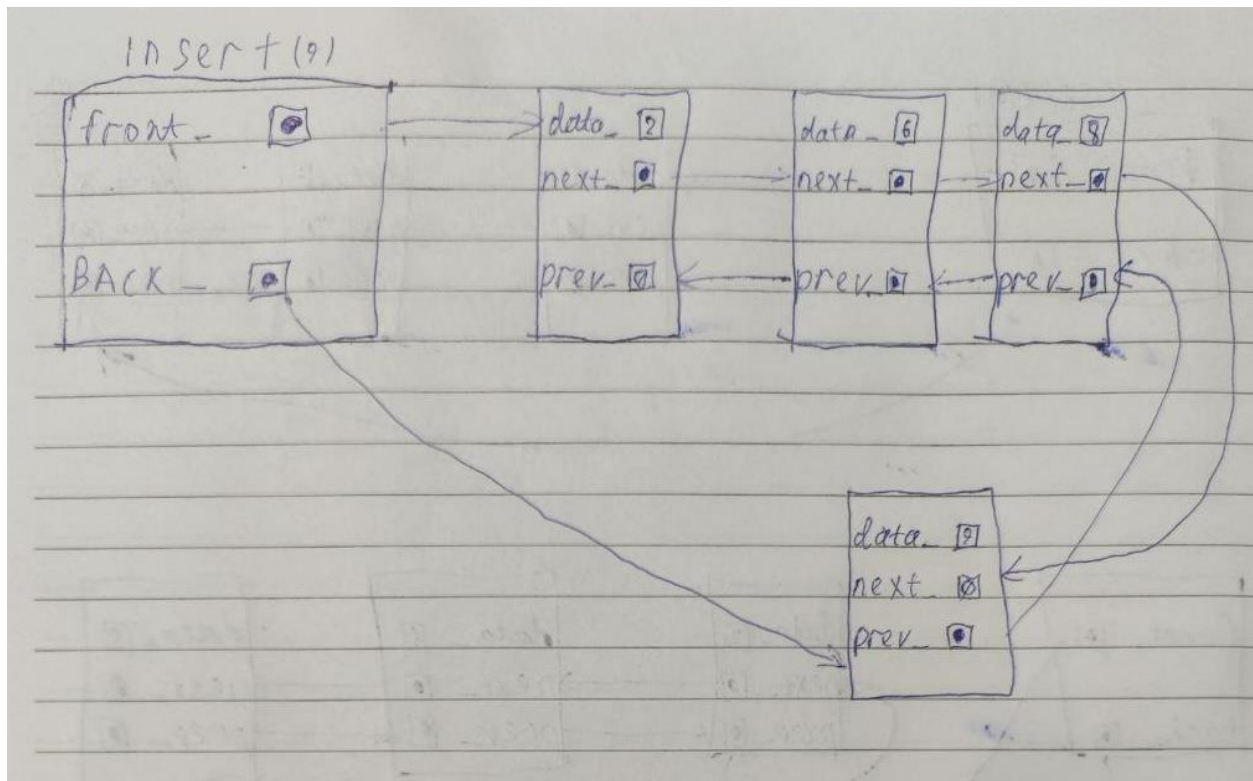 Insert(9)
front_
data_ 2
data_ 6
data_ 8
next_
next_
next_
BACK_
prev_
prev_
prev_
data_ 9
next_
prev_